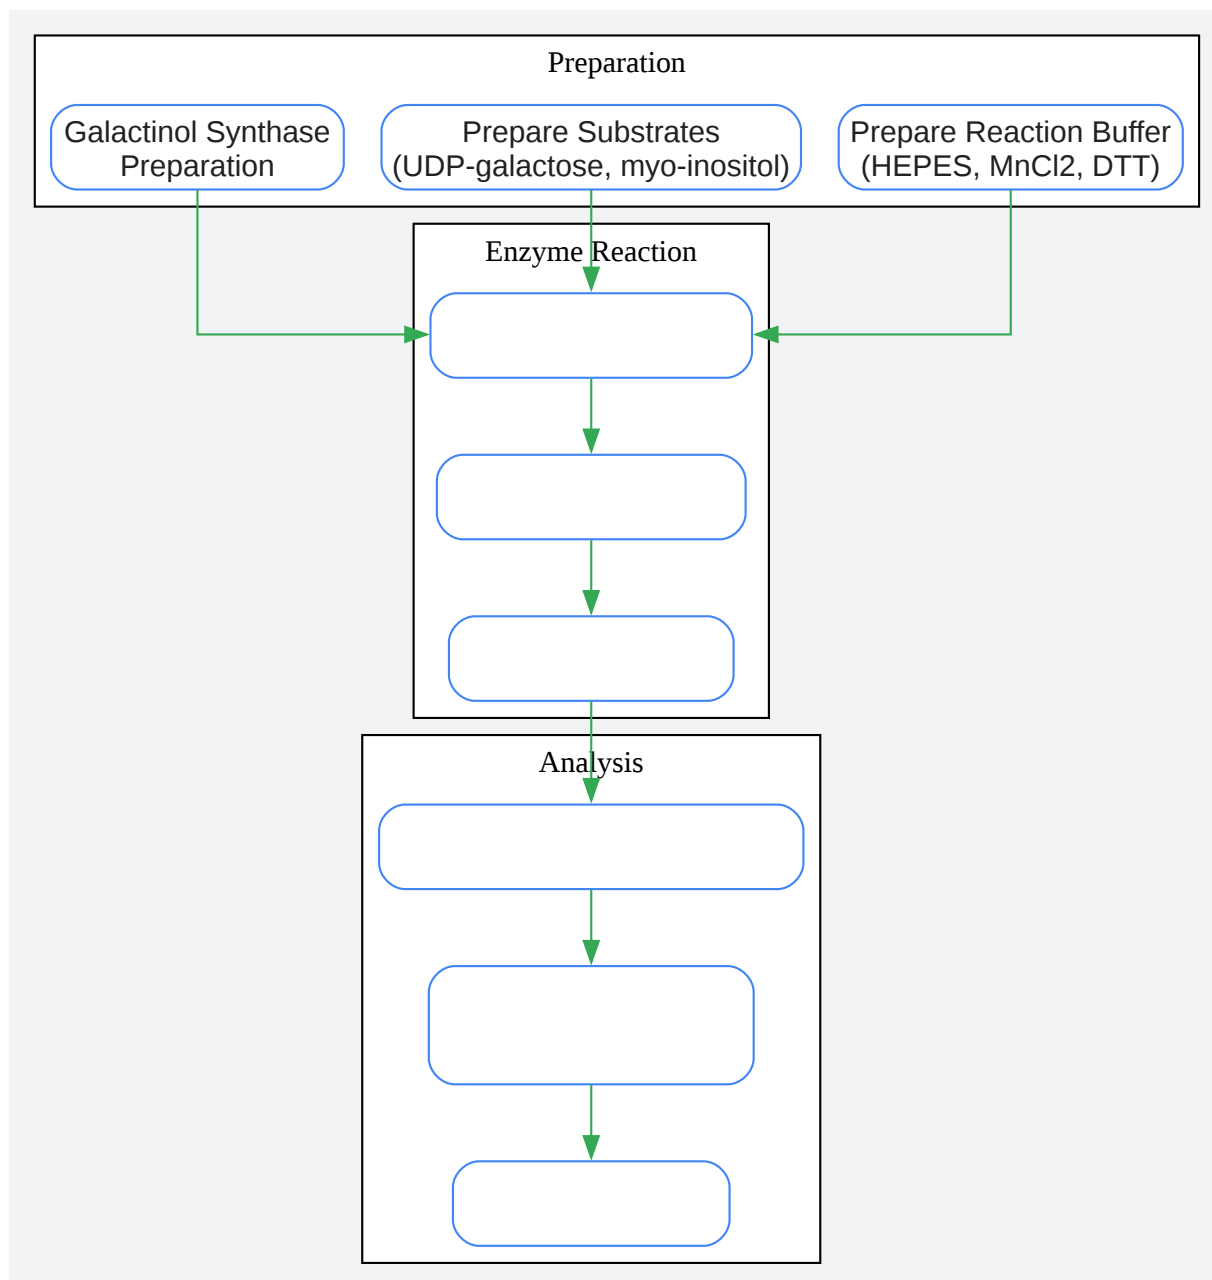 Preparation
Galactinol Synthase
Preparation
Prepare Substrates
(UDP-galactose, myo-inositol)
Prepare Reaction Buffer
(HEPES, MnCl2, DTT)
Enzyme Reaction
Analysis